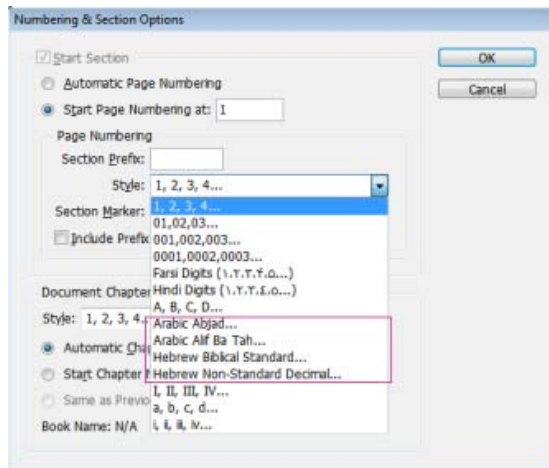 Numbering & Section Options
Start Section
OK
Automatic Page Numbering
Cancel
Start Page Numbering at: 1
Page Numbering
Section Prefix:
Style: 1, 2, 3, 4...
Section Marker: 1, 2, 3, 4...
01,02,03...
Include Prefix 001,002,003...
0001,0002,0003...
Farsi Digits (۱.۲.۳.۴.۵...)
Document Chapter Hindi Digits (١.٢.٣.٤.٥...)
A, B, C, D...
Style: 1, 2, 3, 4. Arabic Abjad...
Arabic Alif Ba Tah...
Automatic Chap Hebrew Biblical Standard...
Start Chapter Hebrew Non-Standard Decimal...
I, II, III, IV...
Same as Previo a, b, c, d...
Book Name: N/A i, ii, iii, iv...